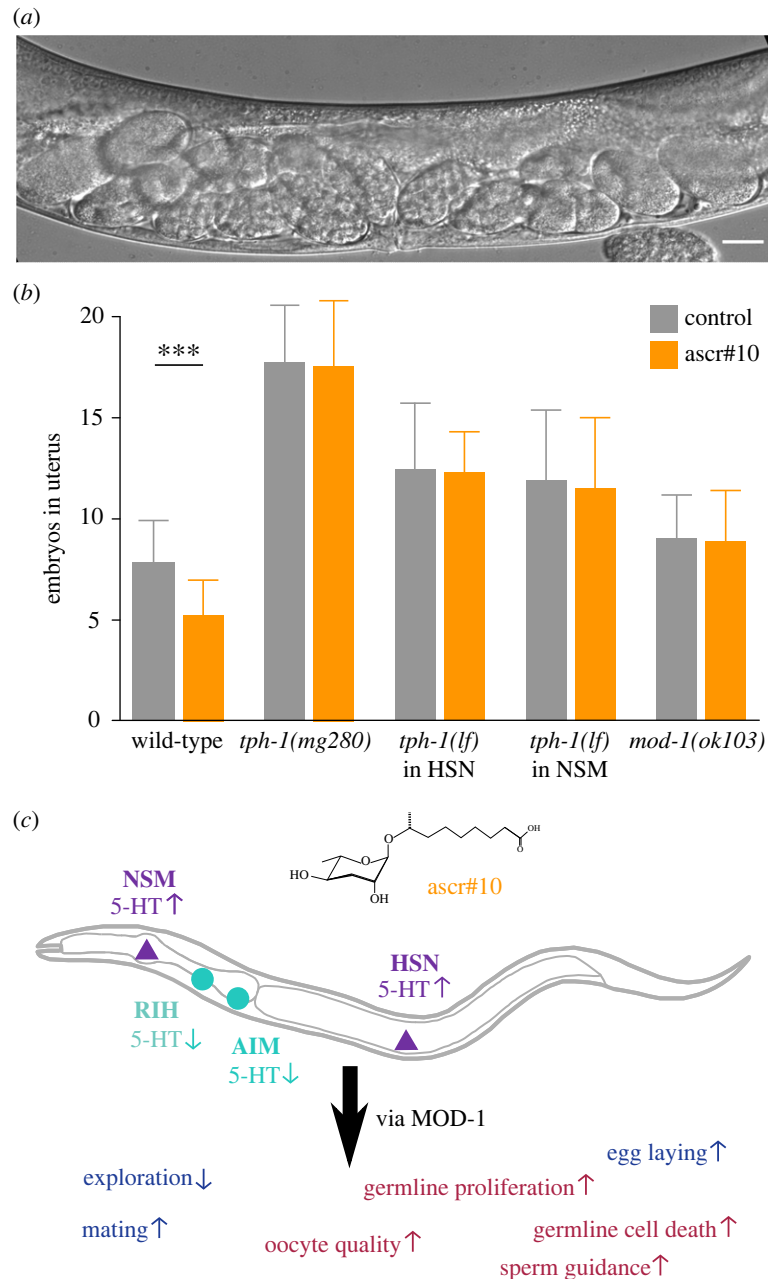 (a)
(b)
20
15
10
5
0
embryos in uterus
control
ascr#10
***
wild-type
tph-1(mg280)
tph-1(lf)
in HSN
tph-1(lf)
in NSM
mod-1(ok103)
(c)
O
OH
O
O
HO
OH
ascr#10
NSM
5-HT↑
HSN
5-HT↑
RIH
5-HT↓
AIM
5-HT↓
via MOD-1
egg laying↑
exploration↓
germline proliferation↑
mating↑
germline cell death↑
oocyte quality↑
sperm guidance↑